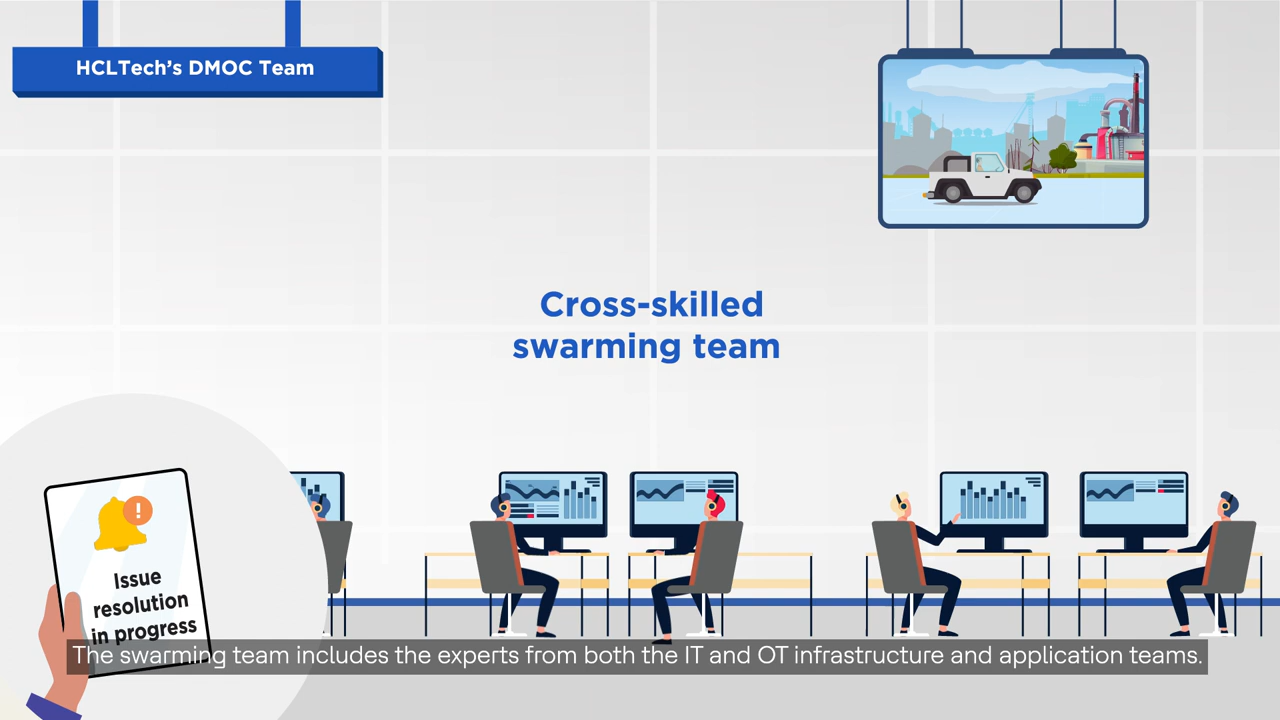 HCLTech's DMOC Team
Cross-skilled
swarming team
!
Issue
resolution
in progress
The swarming team includes the experts from both the IT and OT infrastructure and application teams.